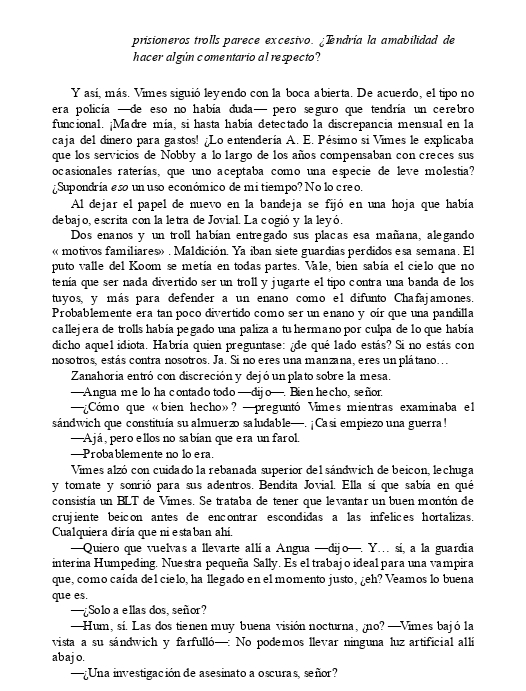 prisioneros trolls parece excesivo. ¿Tendría la amabilidad de
hacer algún comentario al respecto?
Y así, más. Vimes siguió leyendo con la boca abierta. De acuerdo, el tipo no
era policía —de eso no había duda— pero seguro que tendría un cerebro
funcional. ¡Madre mía, si hasta había detectado la discrepancia mensual en la
caja del dinero para gastos! ¿Lo entendería A. E. Pésimo si Vimes le explicaba
que los servicios de Nobby a lo largo de los años compensaban con creces sus
ocasionales raterías, que uno aceptaba como una especie de leve molestia?
¿Supondría eso un uso económico de mi tiempo? No lo creo.
Al dejar el papel de nuevo en la bandeja se fijó en una hoja que había
debajo, escrita con la letra de Jovial. La cogió y la leyó.
Dos enanos y un troll habían entregado sus placas esa mañana, alegando
«motivos familiares». Maldición. Ya iban siete guardias perdidos esa semana. El
puto valle del Koom se metía en todas partes. Vale, bien sabía el cielo que no
tenía que ser nada divertido ser un troll y jugarte el tipo contra una banda de los
tuyos, y más para defender a un enano como el difunto Chafajamones.
Probablemente era tan poco divertido como ser un enano y oír que una pandilla
callejera de trolls había pegado una paliza a tu hermano por culpa de lo que había
dicho aquel idiota. Habría quien preguntase: ¿de qué lado estás? Si no estás con
nosotros, estás contra nosotros. Ja. Si no eres una manzana, eres un plátano…
Zanahoria entró con discreción y dejó un plato sobre la mesa.
—Angua me lo ha contado todo —dijo—. Bien hecho, señor.
—¿Cómo que «bien hecho»? —preguntó Vimes mientras examinaba el
sándwich que constituía su almuerzo saludable—. ¡Casi empiezo una guerra!
—Ajá, pero ellos no sabían que era un farol.
—Probablemente no lo era.
Vimes alzó con cuidado la rebanada superior del sándwich de beicon, lechuga
y tomate y sonrió para sus adentros. Bendita Jovial. Ella sí que sabía en qué
consistía un BLT de Vimes. Se trataba de tener que levantar un buen montón de
crujiente beicon antes de encontrar escondidas a las infelices hortalizas.
Cualquiera diría que ni estaban ahí.
—Quiero que vuelvas a llevarte allí a Angua —dijo—. Y… sí, a la guardia
interina Humpeding. Nuestra pequeña Sally. Es el trabajo ideal para una vampira
que, como caída del cielo, ha llegado en el momento justo, ¿eh? Veamos lo buena
que es.
—¿Solo a ellas dos, señor?
—Hum, sí. Las dos tienen muy buena visión nocturna, ¿no? —Vimes bajó la
vista a su sándwich y farfulló—: No podemos llevar ninguna luz artificial allí
abajo.
—¿Una investigación de asesinato a oscuras, señor?